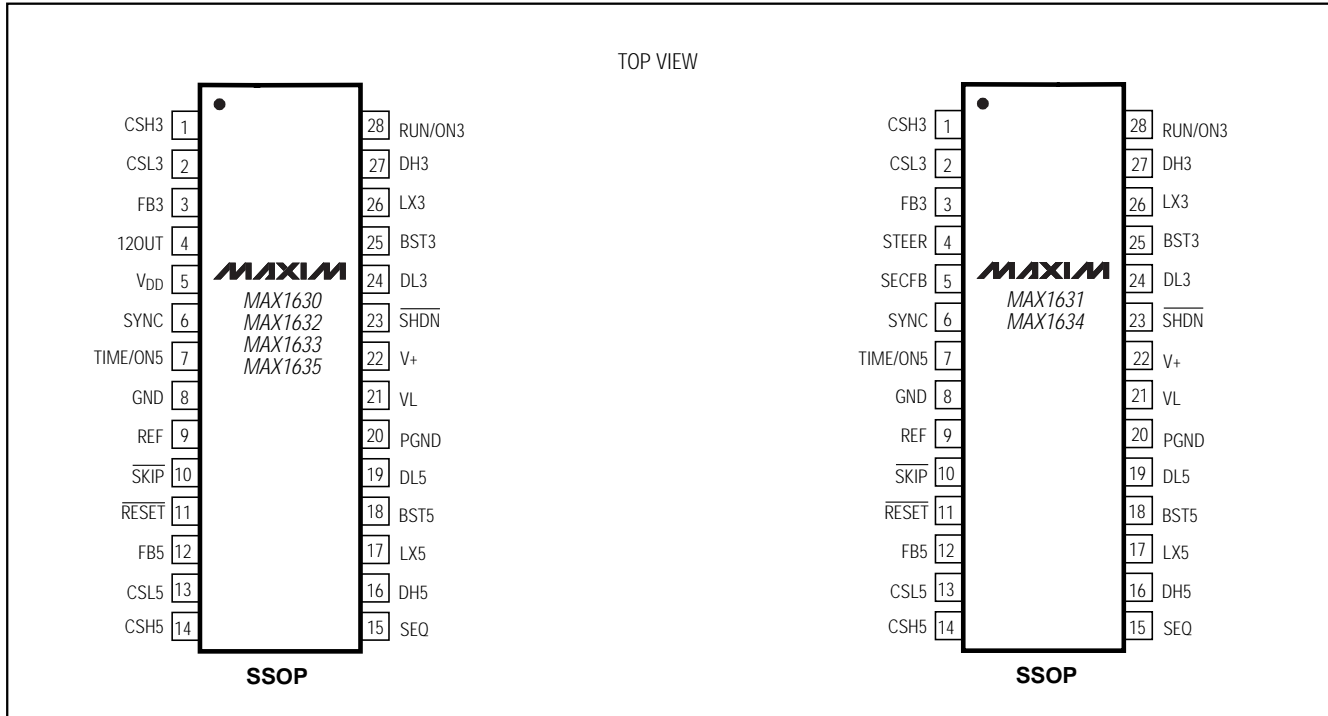 TOP VIEW
CSH3 1 28 RUN/ON3
CSL3 2 27 DH3
FB3 3 26 LX3
12OUT 4 25 BST3
VDD 5 MAXIM 24 DL3
MAX1630
SYNC 6 MAX1632 23 SHDN
MAX1633
TIME/ON5 7 MAX1635 22 V+
GND 8 21 VL
REF 9 20 PGND
SKIP 10 19 DL5
RESET 11 18 BST5
FB5 12 17 LX5
CSL5 13 16 DH5
CSH5 14 15 SEQ
SSOP
CSH3 1 28 RUN/ON3
CSL3 2 27 DH3
FB3 3 26 LX3
STEER 4 25 BST3
SECFB 5 MAXIM 24 DL3
MAX1631
SYNC 6 MAX1634 23 SHDN
TIME/ON5 7 22 V+
GND 8 21 VL
REF 9 20 PGND
SKIP 10 19 DL5
RESET 11 18 BST5
FB5 12 17 LX5
CSL5 13 16 DH5
CSH5 14 15 SEQ
SSOP